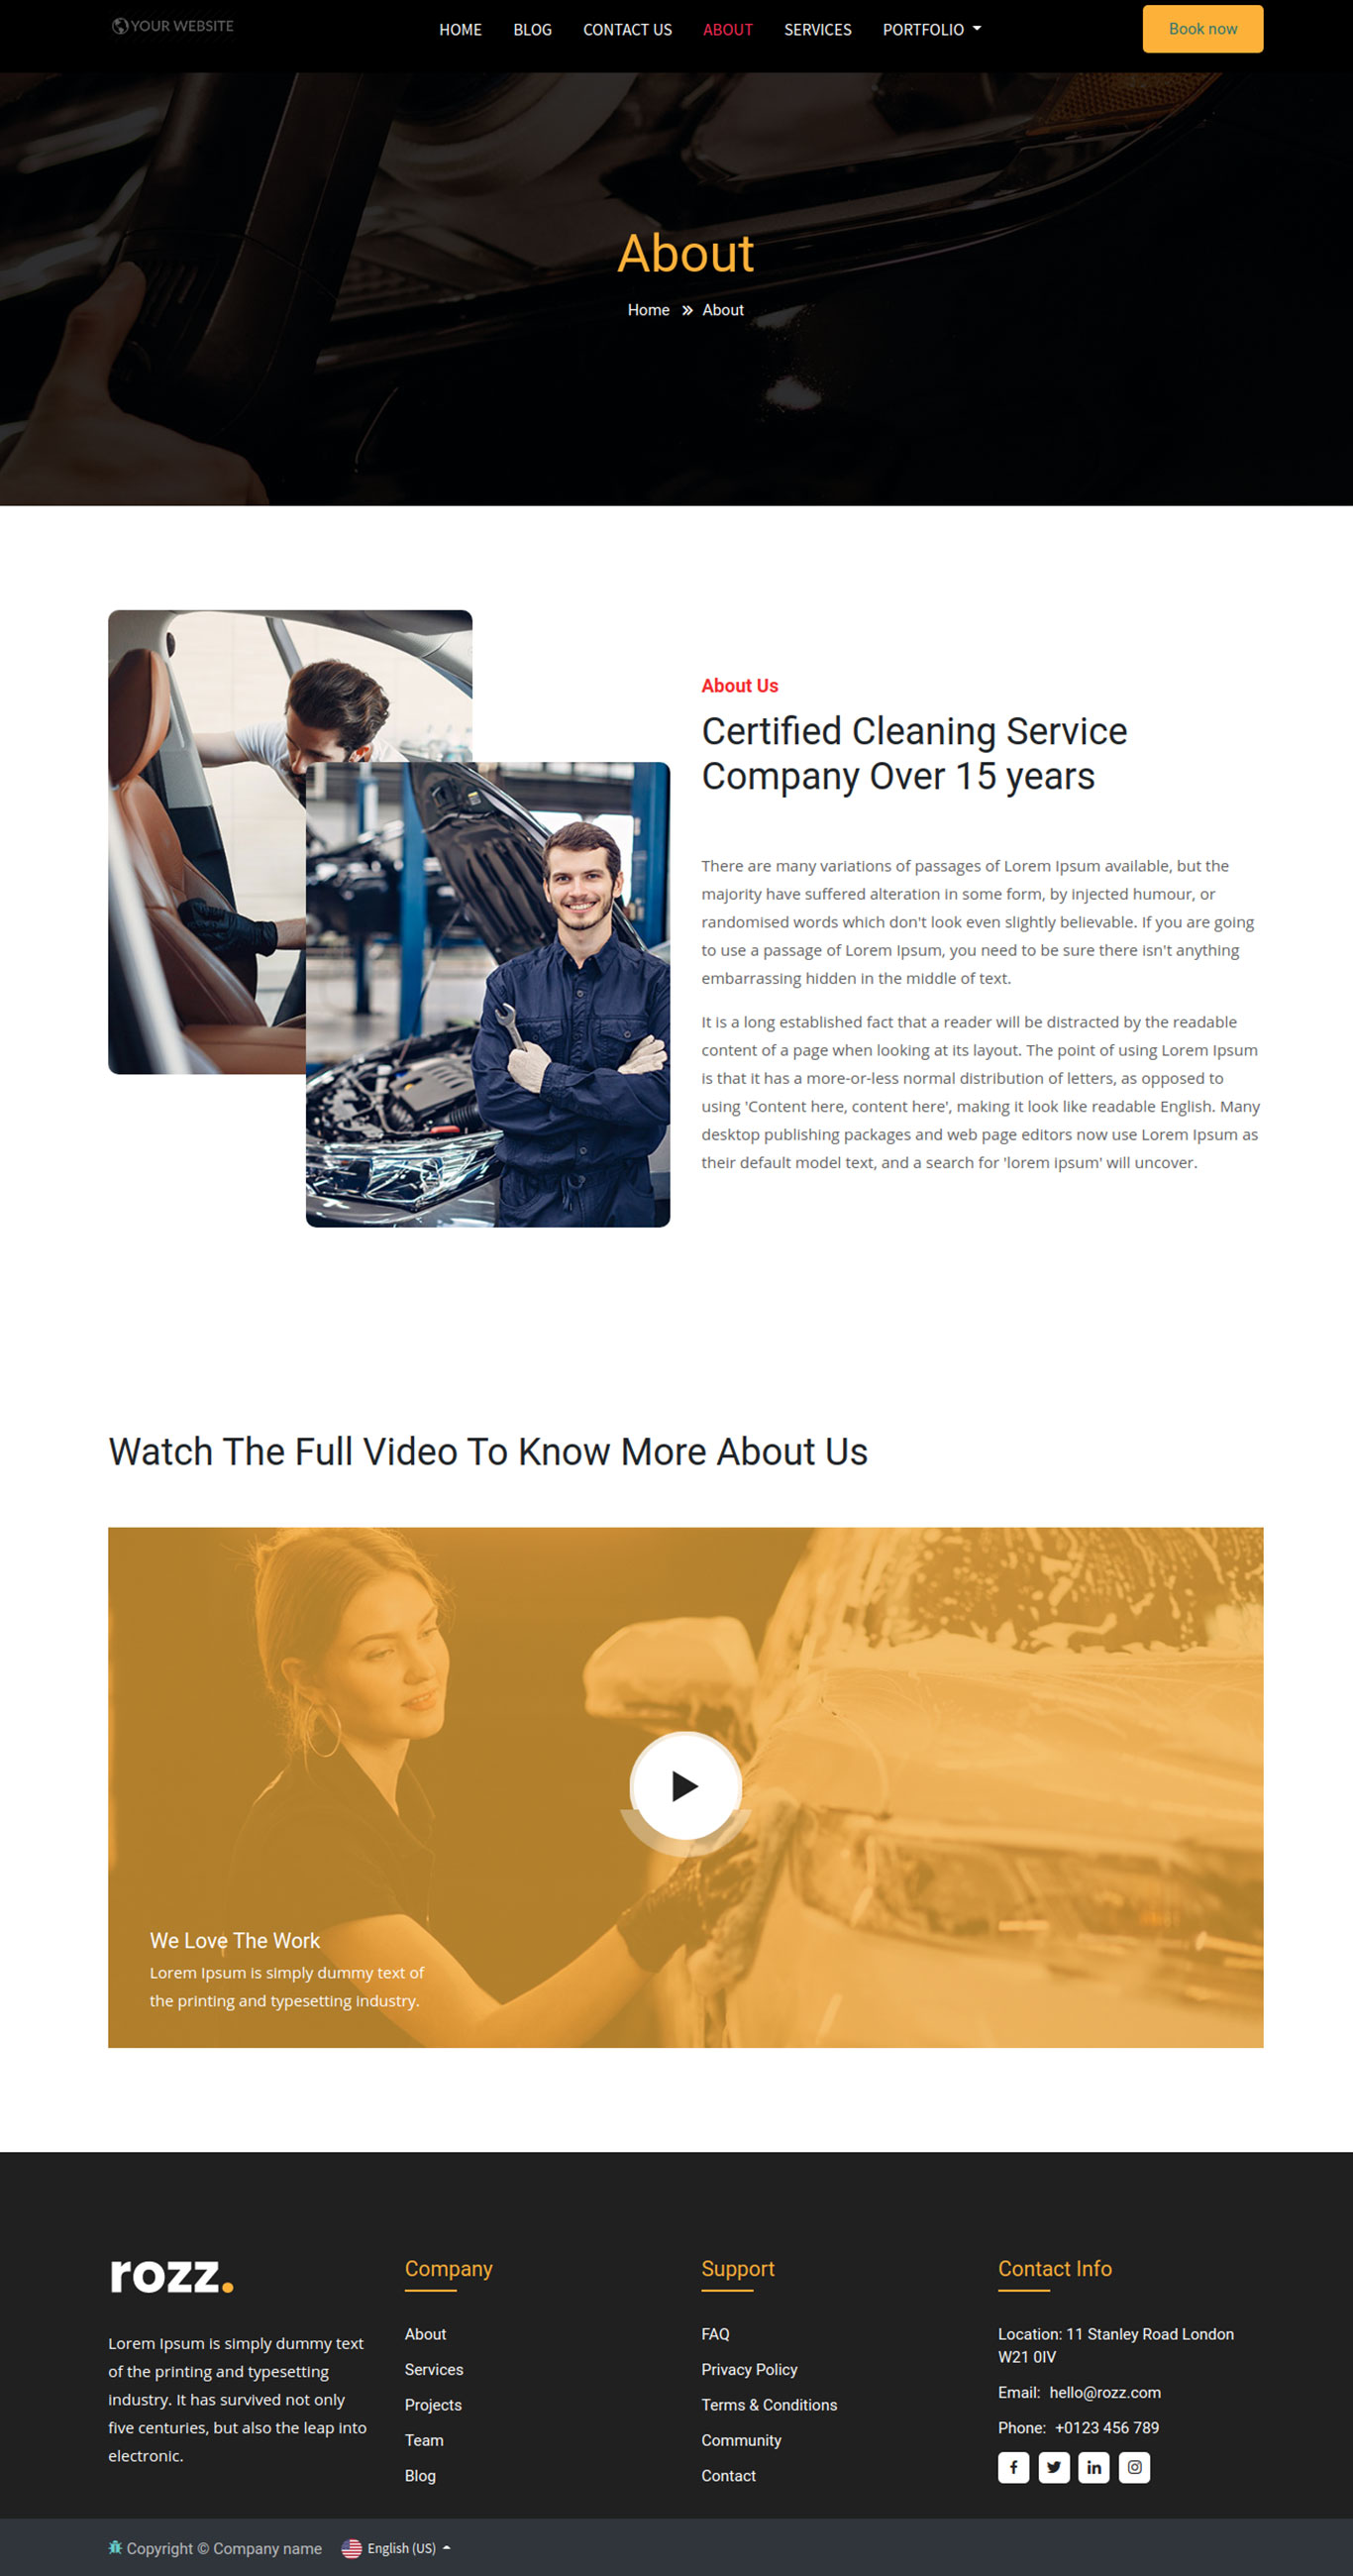 YOUR WEBSITE
HOME BLOG CONTACT US ABOUT SERVICES PORTFOLIO
Book now
About
Home » About
About Us
Certified Cleaning Service
Company Over 15 years
There are many variations of passages of Lorem Ipsum available, but the
majority have suffered alteration in some form, by injected humour, or
randomised words which don't look even slightly believable. If you are going
to use a passage of Lorem Ipsum, you need to be sure there isn't anything
embarrassing hidden in the middle of text.
It is a long established fact that a reader will be distracted by the readable
content of a page when looking at its layout. The point of using Lorem Ipsum
is that it has a more-or-less normal distribution of letters, as opposed to
using 'Content here, content here', making it look like readable English. Many
desktop publishing packages and web page editors now use Lorem Ipsum as
their default model text, and a search for 'lorem ipsum' will uncover.
Watch The Full Video To Know More About Us
We Love The Work
Lorem Ipsum is simply dummy text of
the printing and typesetting industry.
rozz.
Lorem Ipsum is simply dummy text
of the printing and typesetting
industry. It has survived not only
five centuries, but also the leap into
electronic.
Company
About
Services
Projects
Team
Blog
Support
FAQ
Privacy Policy
Terms & Conditions
Community
Contact
Contact Info
Location: 11 Stanley Road London
W21 0IV
Email: hello@rozz.com
Phone: +0123 456 789
Copyright © Company name English (US)